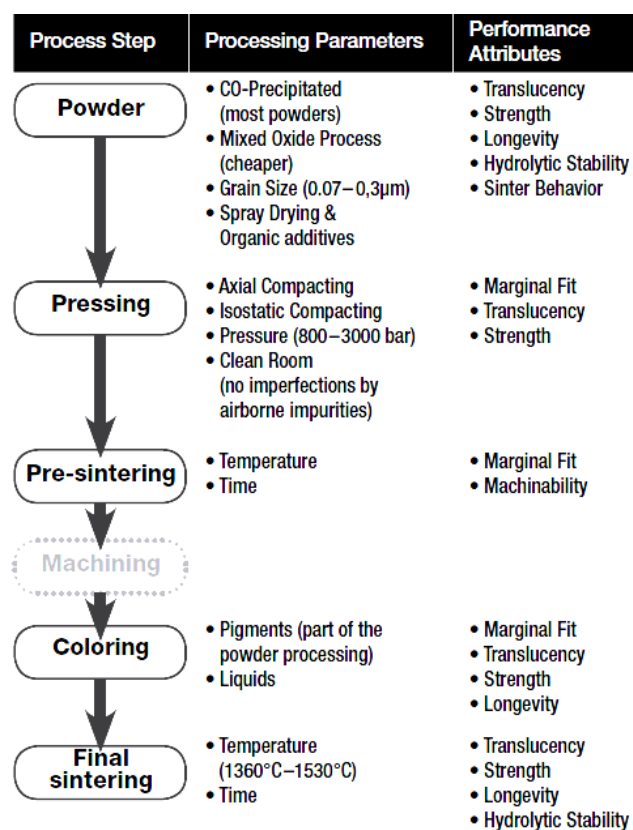 Process Step
Processing Parameters
Performance
Attributes
Powder
• CO-Precipitated
(most powders)
• Mixed Oxide Process
(cheaper)
• Grain Size (0.07–0,3µm)
• Spray Drying &
Organic additives
• Translucency
• Strength
• Longevity
• Hydrolytic Stability
• Sinter Behavior
Pressing
• Axial Compacting
• Isostatic Compacting
• Pressure (800–3000 bar)
• Clean Room
(no imperfections by
airborne impurities)
• Marginal Fit
• Translucency
• Strength
Pre-sintering
• Temperature
• Time
• Marginal Fit
• Machinability
Machining
Coloring
• Pigments (part of the
powder processing)
• Liquids
• Marginal Fit
• Translucency
• Strength
• Longevity
Final
sintering
• Temperature
(1360°C–1530°C)
• Time
• Translucency
• Strength
• Longevity
• Hydrolytic Stability